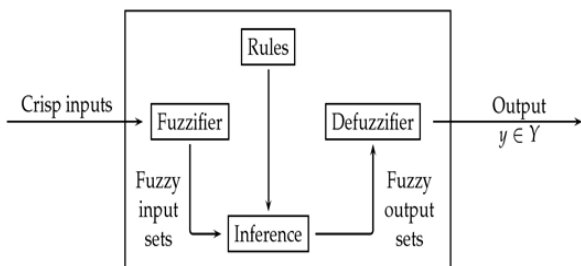 Rules
Crisp inputs
Fuzzifier
Defuzzifier
Output
y ∈ Y
Fuzzy
input
sets
Inference
Fuzzy
output
sets